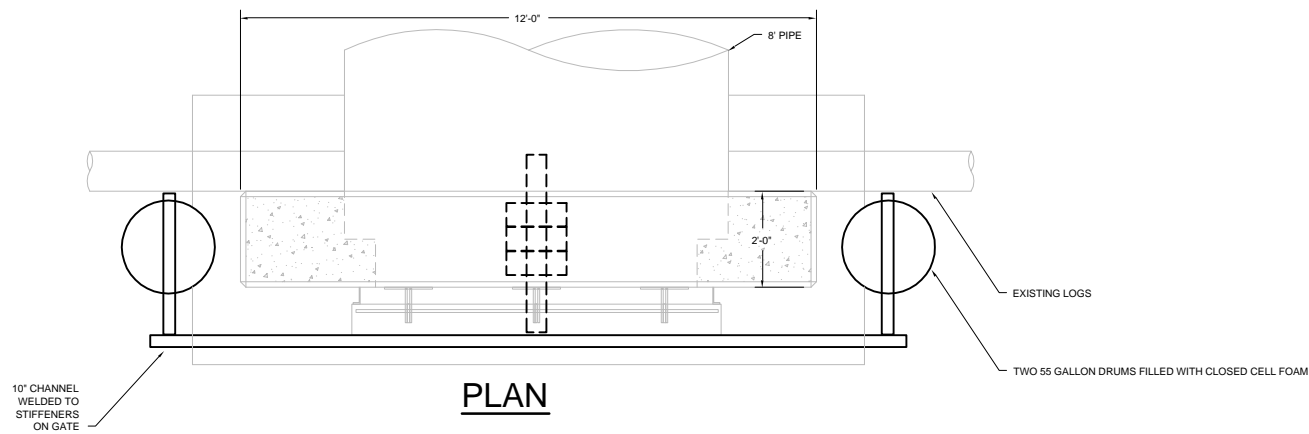 12'-0"
8' PIPE
2'-0"
EXISTING LOGS
TWO 55 GALLON DRUMS FILLED WITH CLOSED CELL FOAM
10" CHANNEL
WELDED TO
STIFFENERS
ON GATE
PLAN